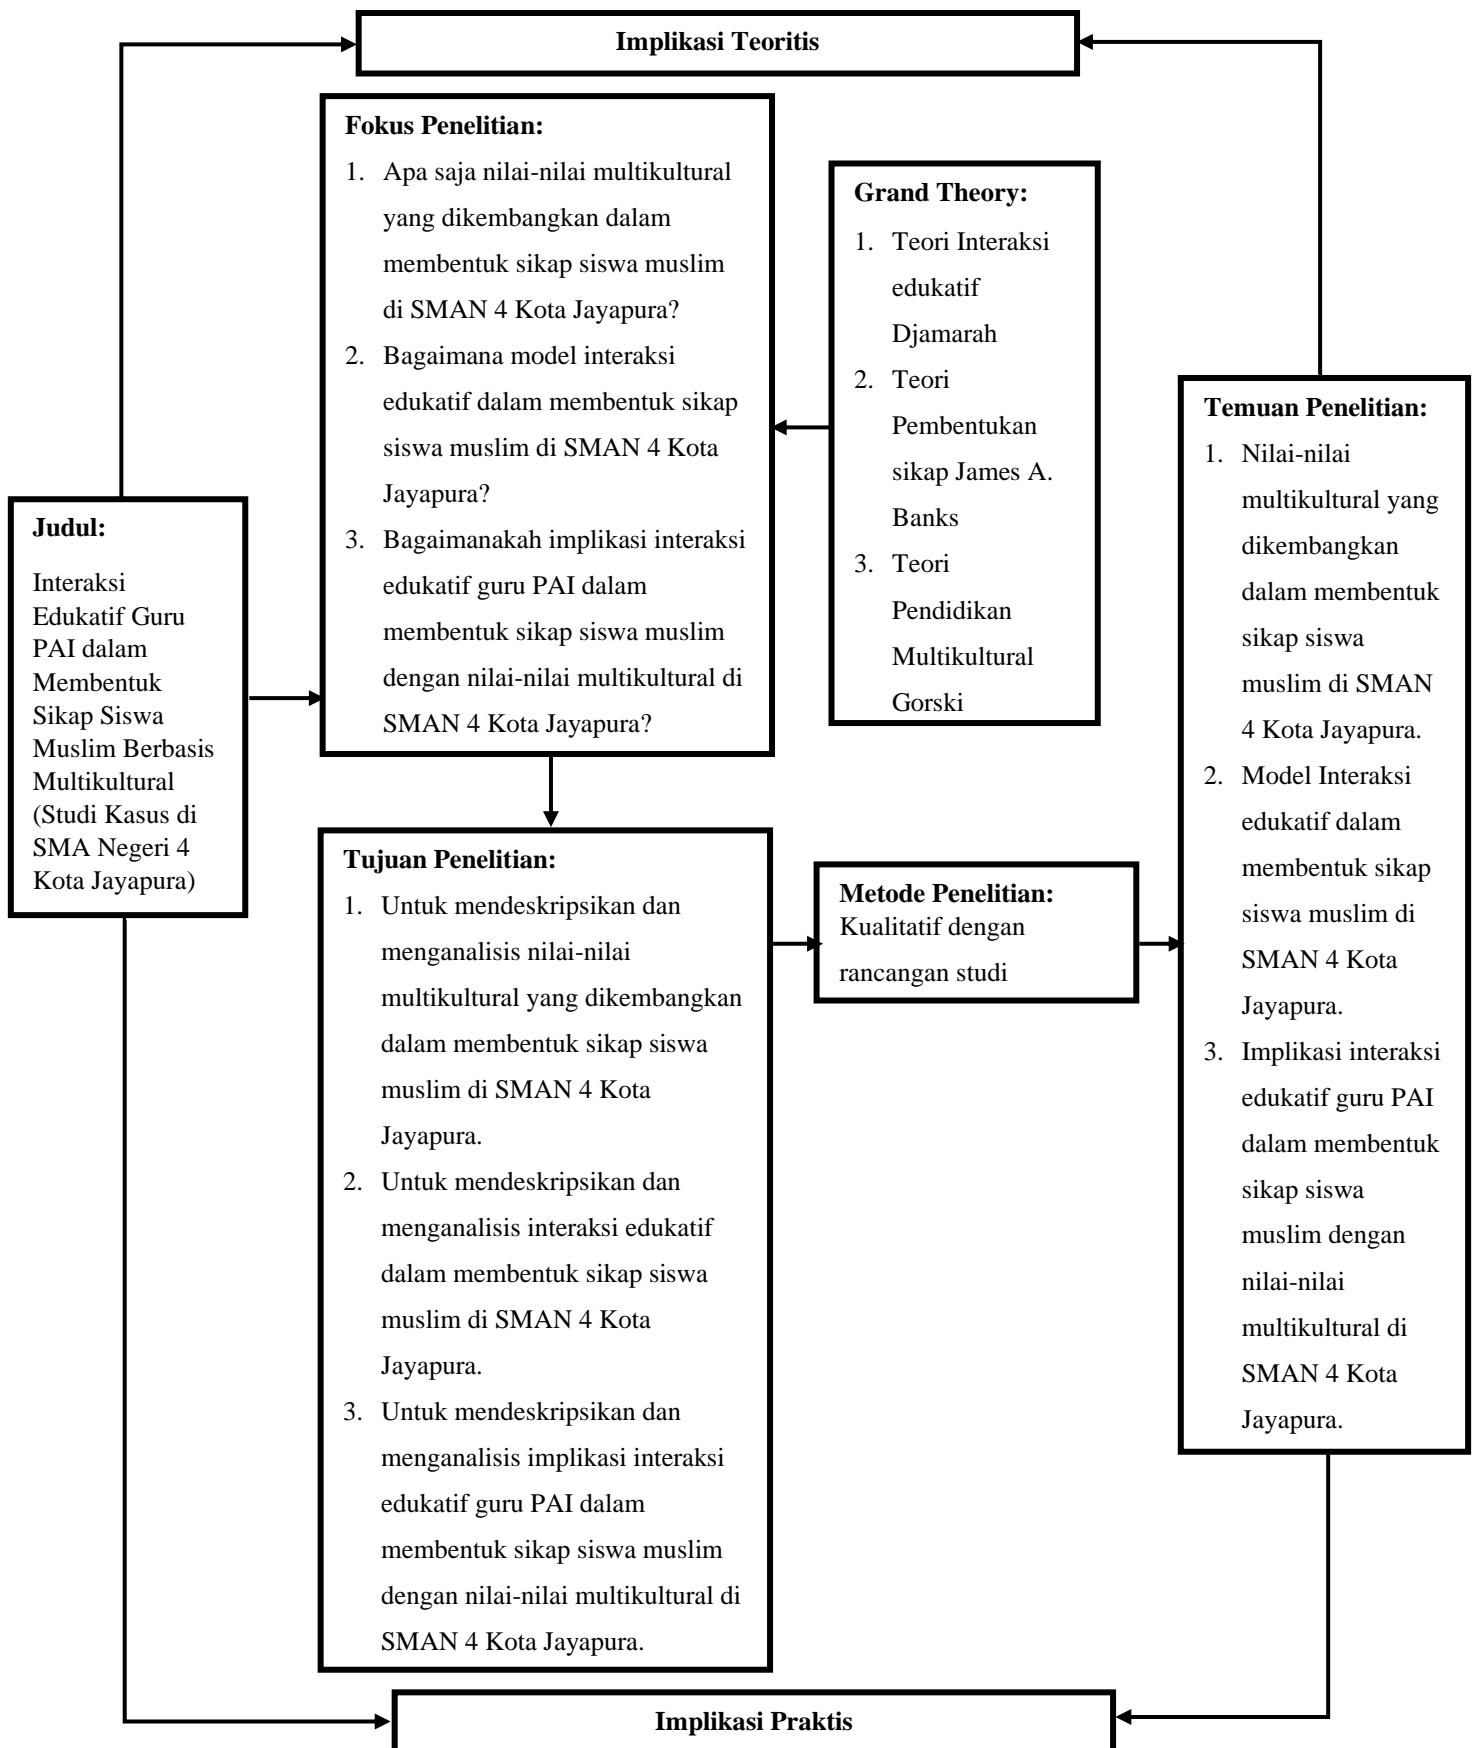 Implikasi Teoritis
Fokus Penelitian:
1. Apa saja nilai-nilai multikultural
yang dikembangkan dalam
membentuk sikap siswa muslim
di SMAN 4 Kota Jayapura?
2. Bagaimana model interaksi
edukatif dalam membentuk sikap
siswa muslim di SMAN 4 Kota
Jayapura?
3. Bagaimanakah implikasi interaksi
edukatif guru PAI dalam
membentuk sikap siswa muslim
dengan nilai-nilai multikultural di
SMAN 4 Kota Jayapura?
Grand Theory:
1. Teori Interaksi
edukatif
Djamarah
2. Teori
Pembentukan
sikap James A.
Banks
3. Teori
Pendidikan
Multikultural
Gorski
Judul:
Interaksi
Edukatif Guru
PAI dalam
Membentuk
Sikap Siswa
Muslim Berbasis
Multikultural
(Studi Kasus di
SMA Negeri 4
Kota Jayapura)
Tujuan Penelitian:
1. Untuk mendeskripsikan dan
menganalisis nilai-nilai
multikultural yang dikembangkan
dalam membentuk sikap siswa
muslim di SMAN 4 Kota
Jayapura.
2. Untuk mendeskripsikan dan
menganalisis interaksi edukatif
dalam membentuk sikap siswa
muslim di SMAN 4 Kota
Jayapura.
3. Untuk mendeskripsikan dan
menganalisis implikasi interaksi
edukatif guru PAI dalam
membentuk sikap siswa muslim
dengan nilai-nilai multikultural di
SMAN 4 Kota Jayapura.
Metode Penelitian:
Kualitatif dengan
rancangan studi
Temuan Penelitian:
1. Nilai-nilai
multikultural yang
dikembangkan
dalam membentuk
sikap siswa
muslim di SMAN
4 Kota Jayapura.
2. Model Interaksi
edukatif dalam
membentuk sikap
siswa muslim di
SMAN 4 Kota
Jayapura.
3. Implikasi interaksi
edukatif guru PAI
dalam membentuk
sikap siswa
muslim dengan
nilai-nilai
multikultural di
SMAN 4 Kota
Jayapura.
Implikasi Praktis